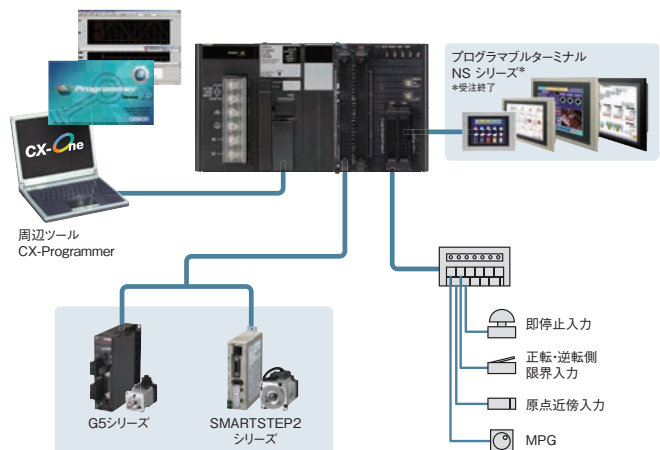 プログラマブルターミナル
NS シリーズ*
*受注終了
Programmer
CX-One
周辺ツール
CX-Programmer
即停止入力
正転・逆転側
限界入力
原点近傍入力
MPG
G5シリーズ
SMARTSTEP2
シリーズ